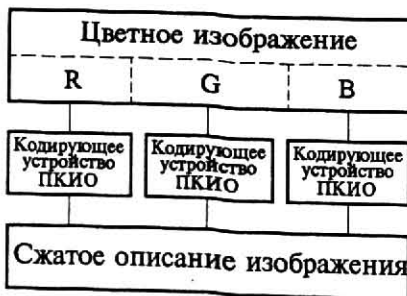 Цветное изображение
R G B
Кодирующее Кодирующее Кодирующее
устройство устройство устройство
ПКИО ПКИО ПКИО
Сжатое описание изображения